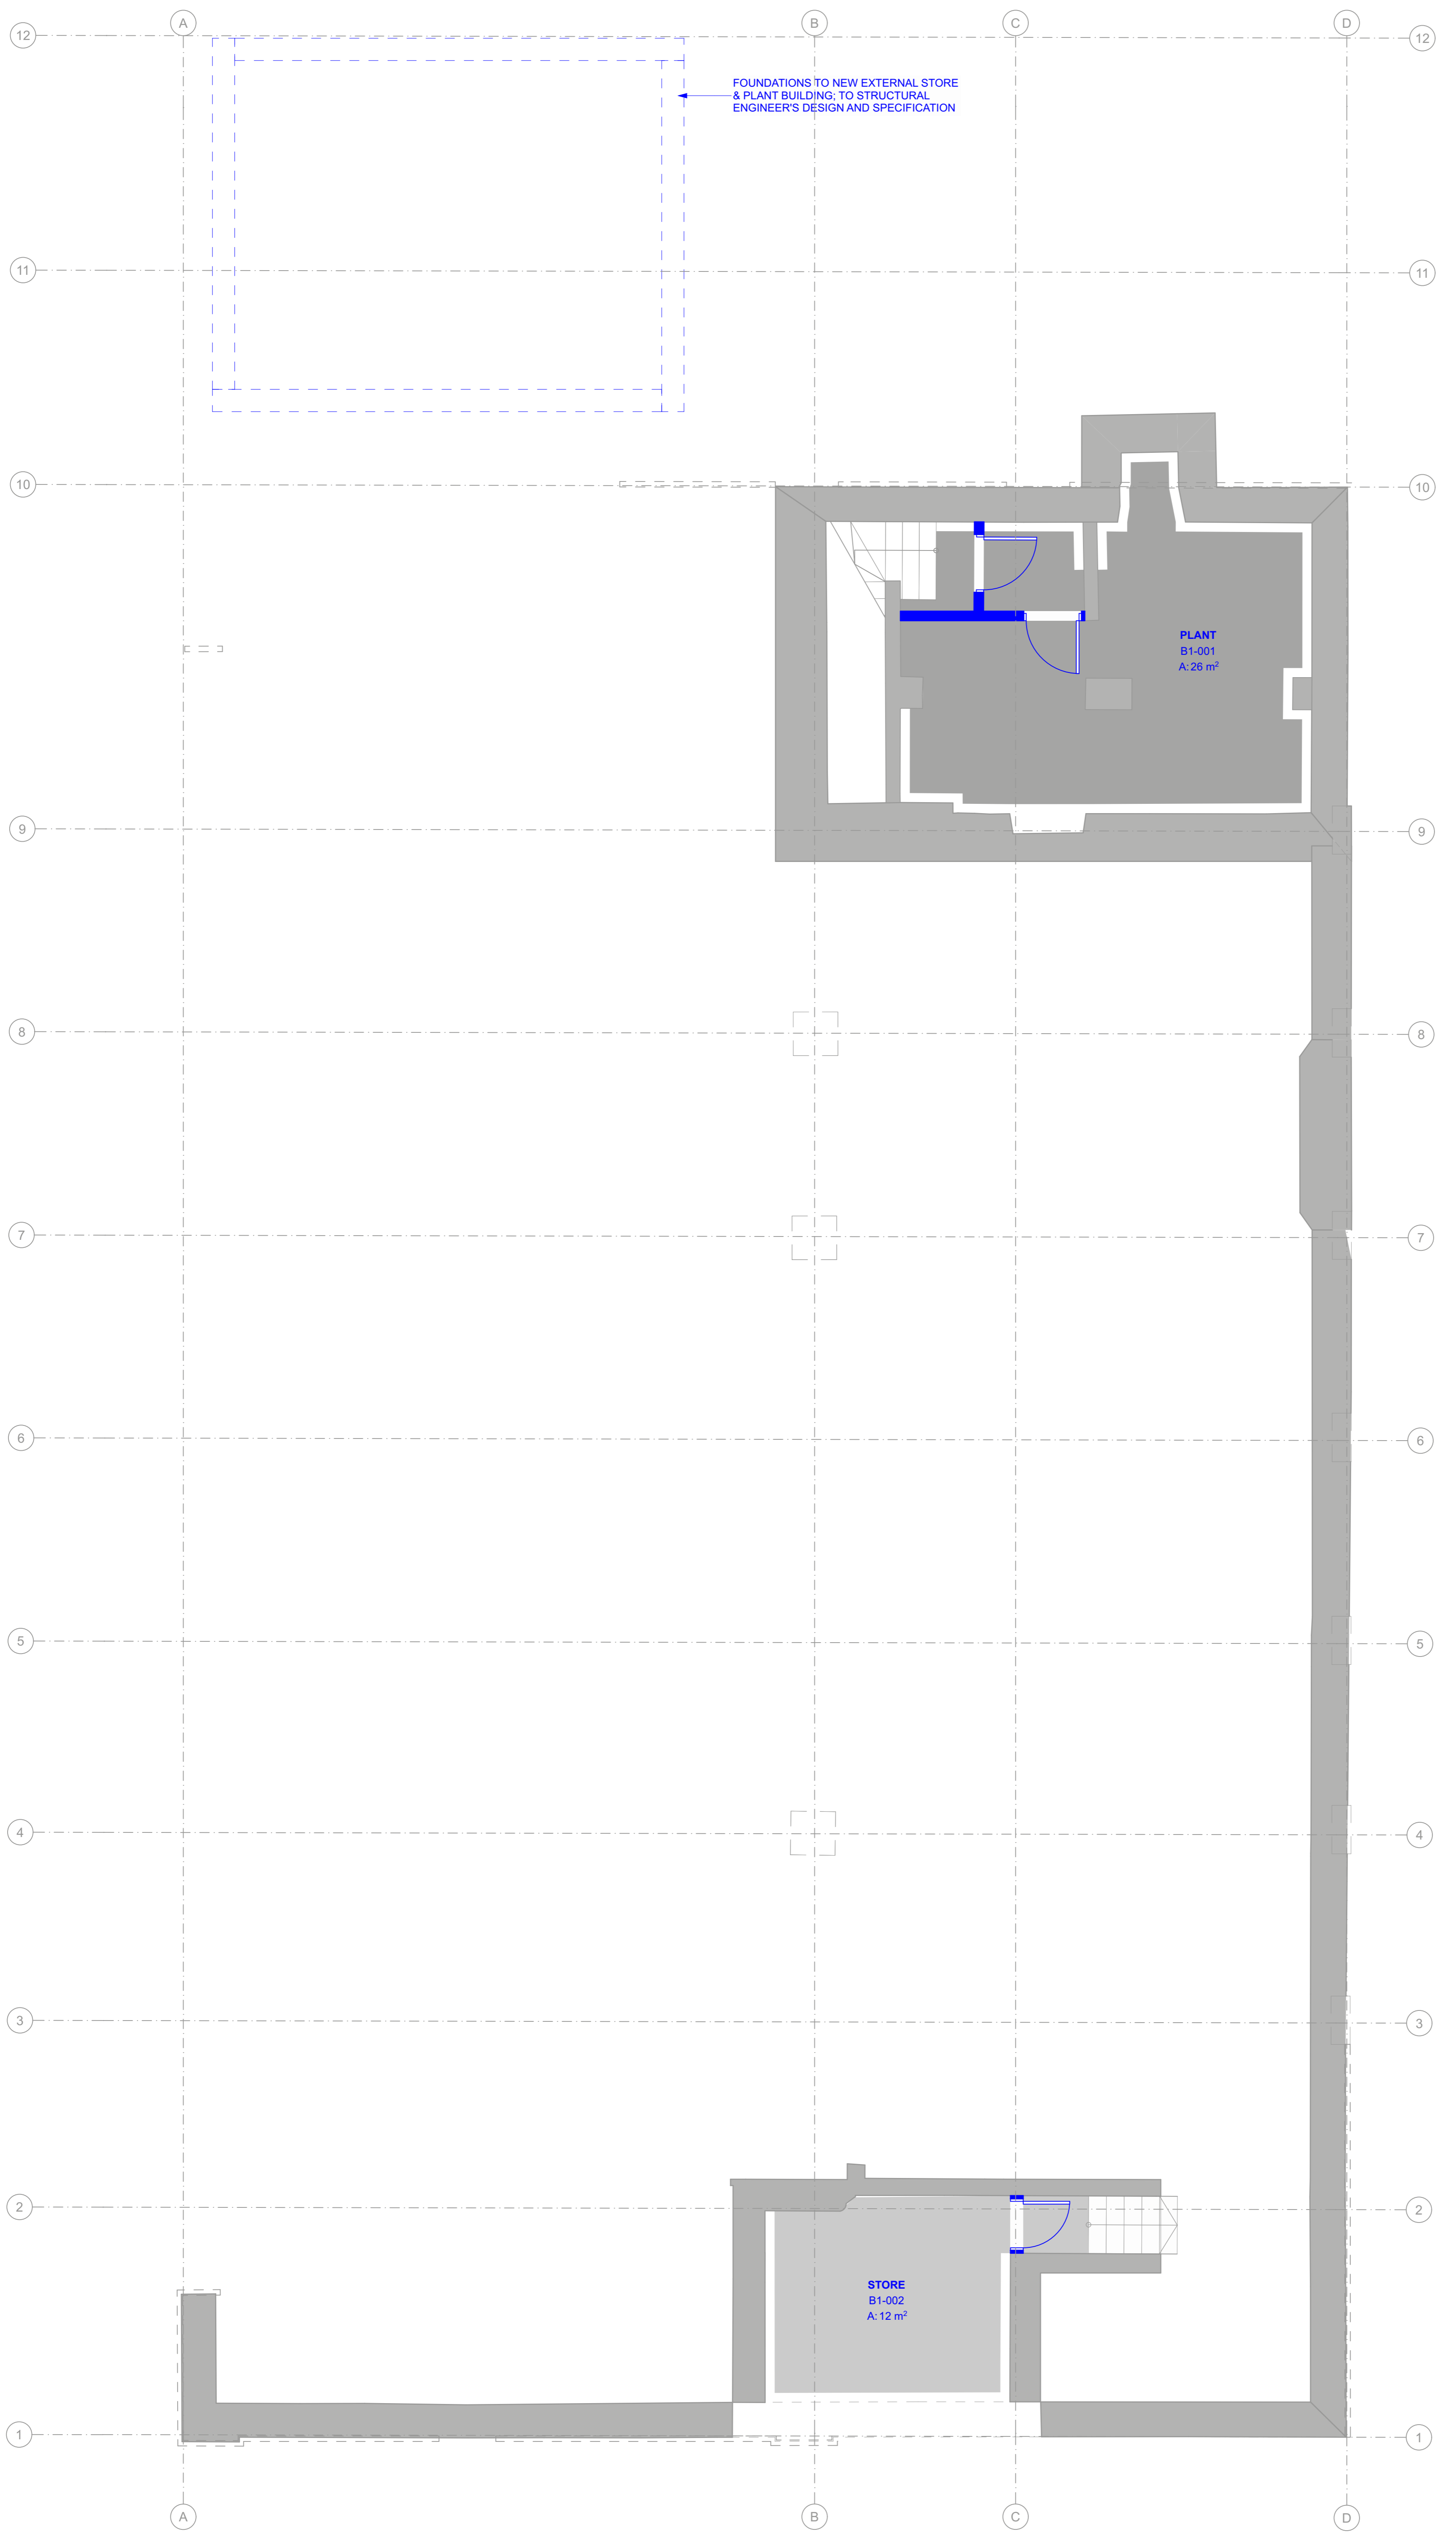 A
B
C
D
12
12
FOUNDATIONS TO NEW EXTERNAL STORE
& PLANT BUILDING; TO STRUCTURAL
ENGINEER'S DESIGN AND SPECIFICATION
11
11
10
10
PLANT
B1-001
A: 26 m²
9
9
8
8
7
7
6
6
5
5
4
4
3
3
2
2
STORE
B1-002
A: 12 m²
1
1
A
B
C
D